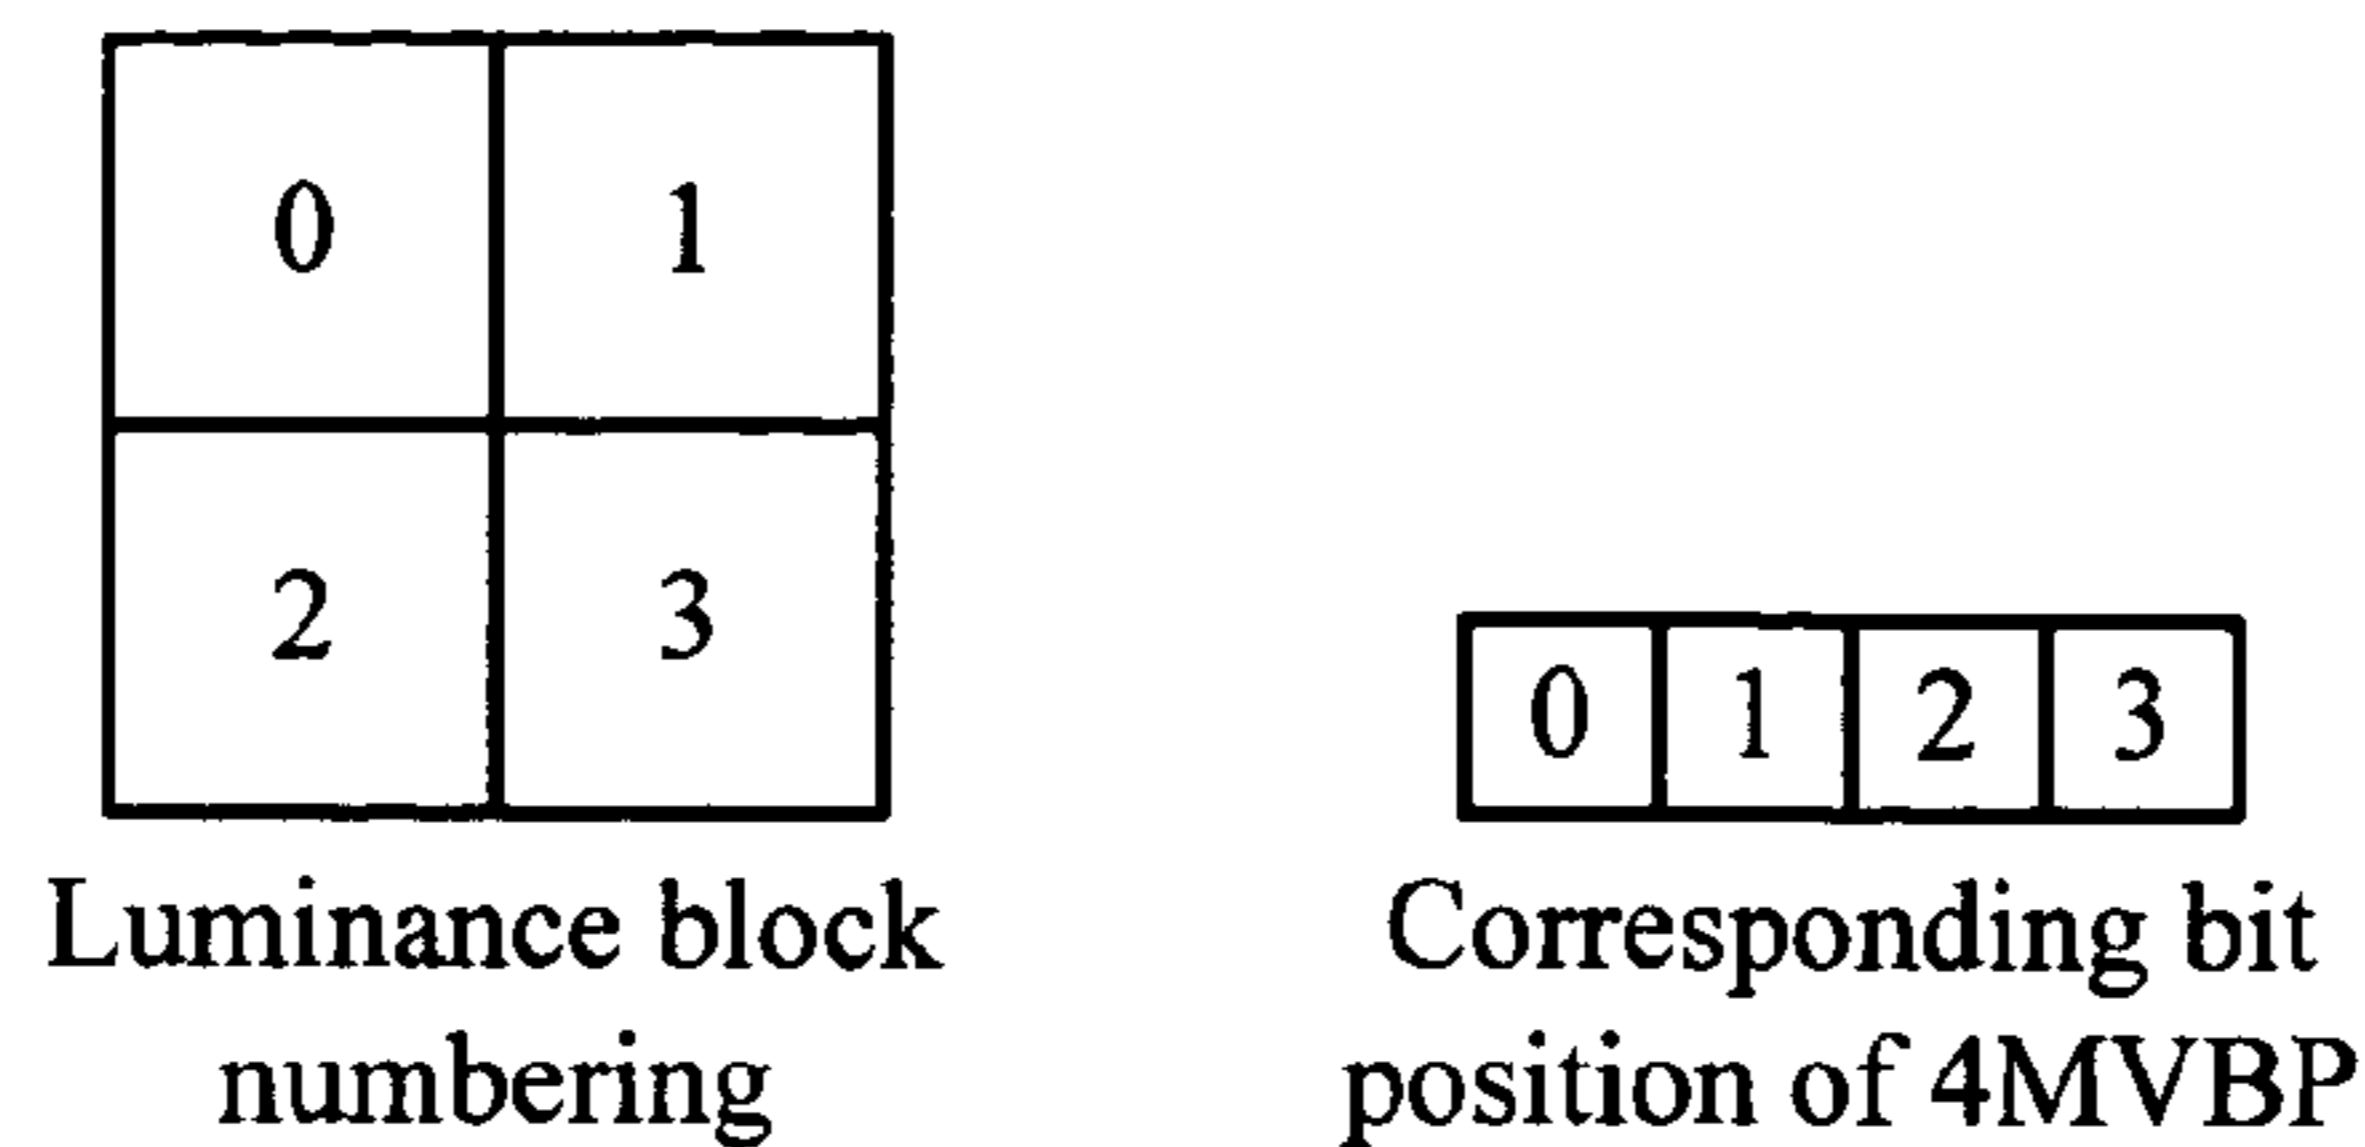 0 1
2 3
Luminance block
numbering
0 1 2 3
Corresponding bit
position of 4MVBP